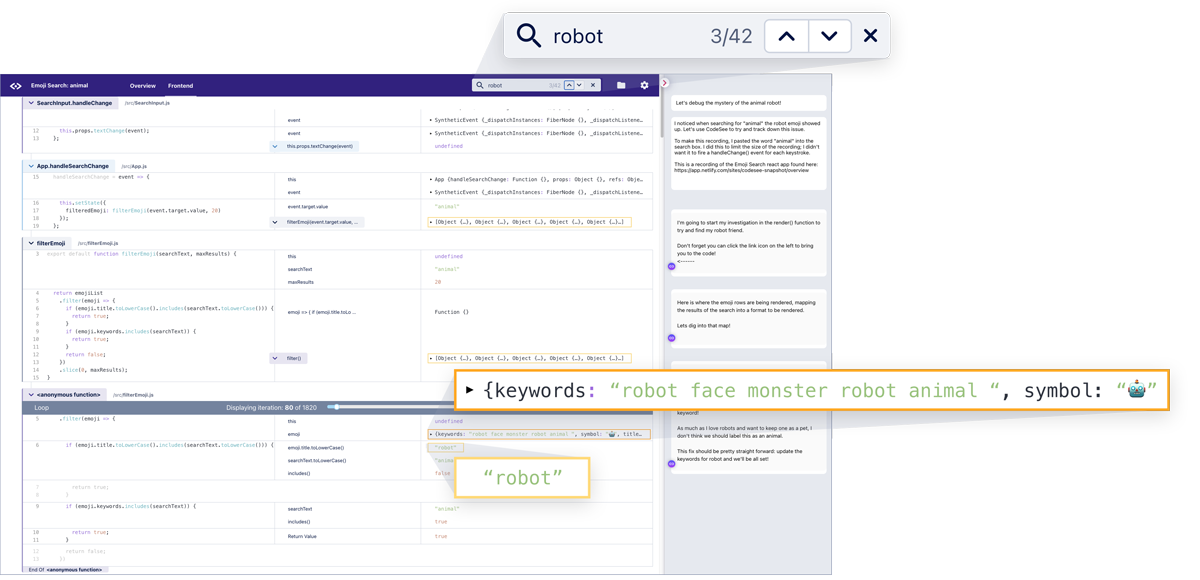 robot 3/42
Emoji Search: animal Overview Frontend robot 3/42
SearchInput.handleChange /src/SearchInput.js
event ▸ SyntheticEvent {_dispatchInstances: FiberNode {}, _dispatchListene…
12 this.props.textChange(event);
13 };
event ▸ SyntheticEvent {_dispatchInstances: FiberNode {}, _dispatchListene…
this.props.textChange(event) undefined
App.handleSearchChange /src/App.js
15 handleSearchChange = event => {
this ▸ App {handleSearchChange: Function {}, props: Object {}, refs: Obje…
event ▸ SyntheticEvent {_dispatchInstances: FiberNode {}, _dispatchListene…
16 this.setState({
17 filteredEmoji: filterEmoji(event.target.value, 20)
18 });
19 };
event.target.value "animal"
filterEmoji(event.target.value, … ▸ [Object {…}, Object {…}, Object {…}, Object {…}, Object {…}…]
filterEmoji /src/filterEmoji.js
3 export default function filterEmoji(searchText, maxResults) {
this undefined
searchText "animal"
maxResults 20
4 return emojiList
5 .filter(emoji => {
6 if (emoji.title.toLowerCase().includes(searchText.toLowerCase())) {
7 return true;
8 }
9 if (emoji.keywords.includes(searchText)) {
10 return true;
11 }
12 return false;
13 })
14 .slice(0, maxResults);
15 }
emoji => { if (emoji.title.toLo… Function {}
filter() ▸ [Object {…}, Object {…}, Object {…}, Object {…}, Object {…}…]
<anonymous function> /src/filterEmoji.js
Loop Displaying iteration: 80 of 1820
5 .filter(emoji => {
this undefined
emoji ▸ {keywords: "robot face monster robot animal ", symbol: "🤖", title…
6 if (emoji.title.toLowerCase().includes(searchText.toLowerCase())) {
emoji.title.toLowerCase() "robot"
searchText.toLowerCase()
includes() false
7 return true;
8 }
9 if (emoji.keywords.includes(searchText)) {
searchText "animal"
includes() true
10 return true;
11 }
Return Value true
12 return false;
13 })
End Of <anonymous function>
Let's debug the mystery of the animal robot!
I noticed when searching for "animal" the robot emoji showed
up. Let's use CodeSee to try and track down this issue.
To make this recording, I pasted the word "animal" into the
search box. I did this to limit the size of the recording; I didn't
want it to fire a handleChange() event for each keystroke.
This is a recording of the Emoji Search react app found here:
https://app.netlify.com/sites/codesee-snapshot/overview
I'm going to start my investigation in the render() function to
try and find my robot friend.
Don't forget you can click the link icon on the left to bring
you to the code!
<------
Here is where the emoji rows are being rendered, mapping
the results of the search into a format to be rendered.
Lets dig into that map!
▸ {keywords: “robot face monster robot animal “, symbol: “🤖”
keyword!
As much as I love robots and want to keep one as a pet, I
don't think we should label this as an animal.
This fix should be pretty straight forward: update the
keywords for robot and we'll be all set!
“robot”